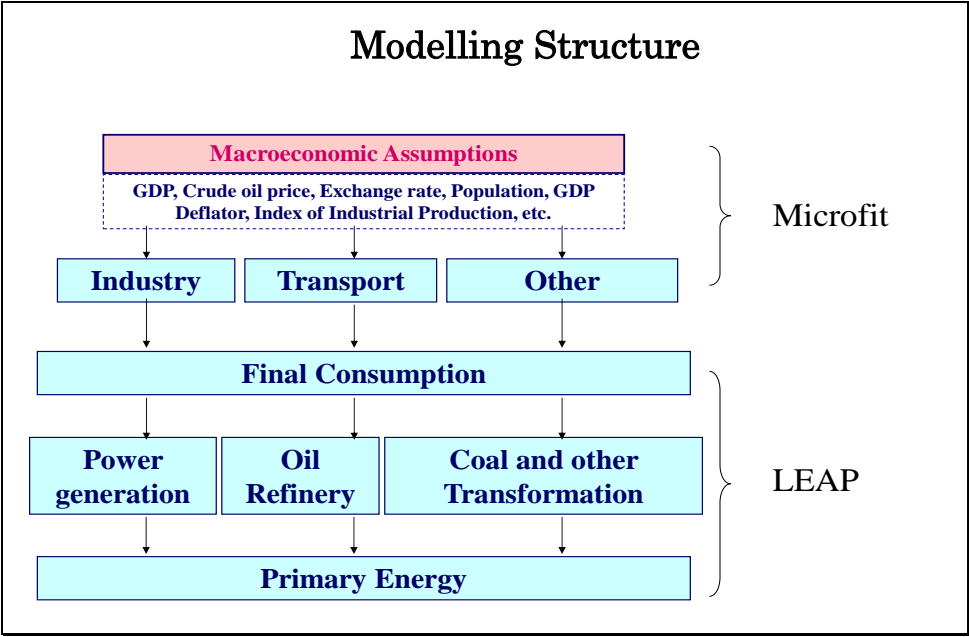 Modelling Structure
Macroeconomic Assumptions
GDP, Crude oil price, Exchange rate, Population, GDP
Deflator, Index of Industrial Production, etc.
Microfit
Industry
Transport
Other
Final Consumption
Power
generation
Oil
Refinery
Coal and other
Transformation
LEAP
Primary Energy